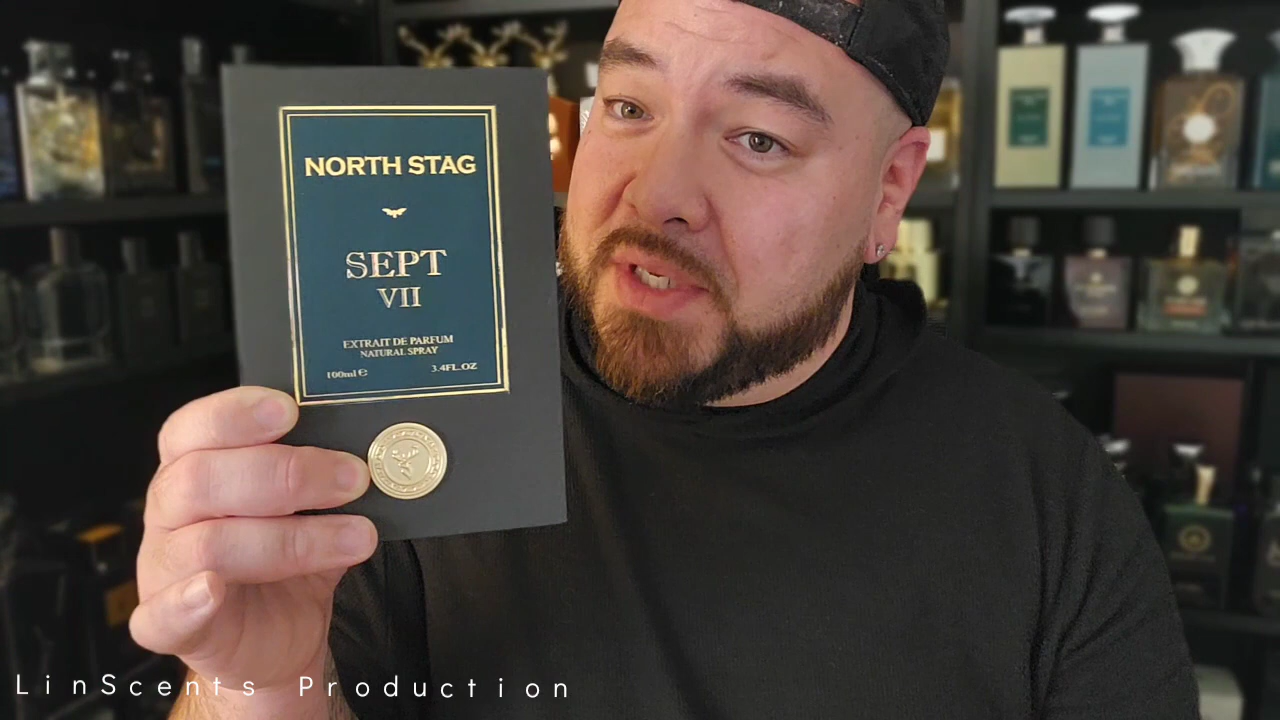 NORTH STAG
SEPT
VII
EXTRAIT DE PARFUM
NATURAL SPRAY
100ml e 3.4FL.OZ
LinScents Production